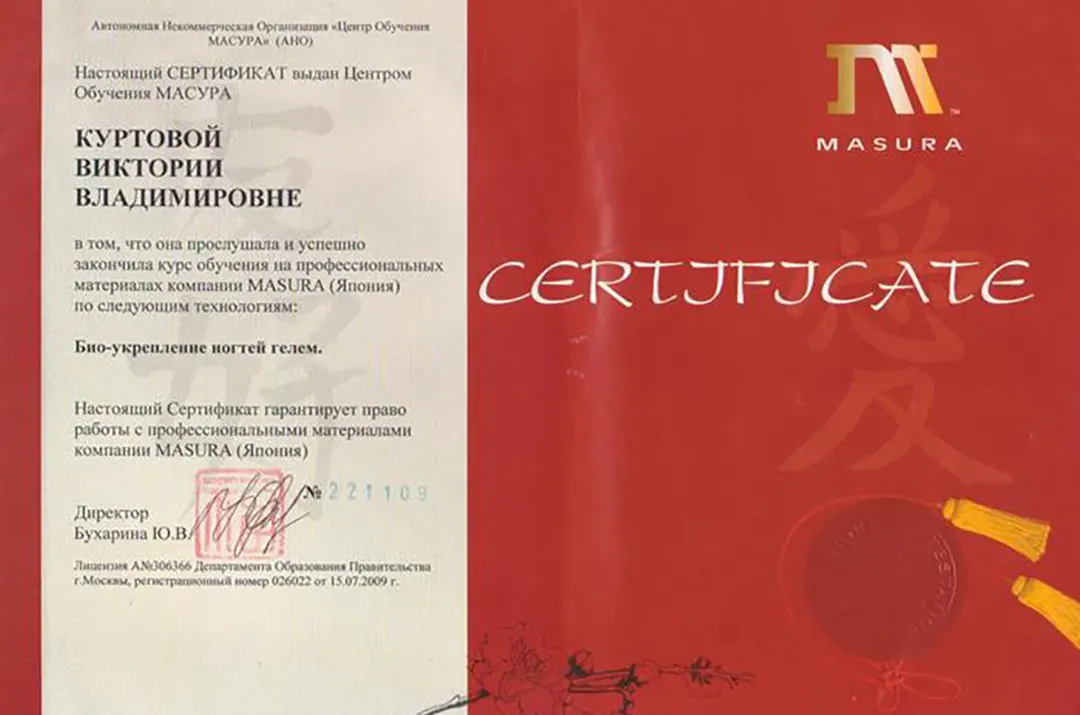 Автономная Некоммерческая Организация «Центр Обучения
МАСУРА» (АНО)
Настоящий СЕРТИФИКАТ выдан Центром
Обучения МАСУРА
КУРТОВОЙ
ВИКТОРИИ
ВЛАДИМИРОВНЕ
в том, что она прослушала и успешно
закончила курс обучения на профессиональных
материалах компании MASURA (Япония)
по следующим технологиям:
Био-укрепление ногтей гелем.
Настоящий Сертификат гарантирует право
работы с профессиональными материалами
компании MASURA (Япония)
№ 221109
Директор
Бухарина Ю.В.
Лицензия А№306366 Департамента Образования Правительства
г.Москвы, регистрационный номер 026022 от 15.07.2009 г.
MASURA
CERTIFICATE
愛